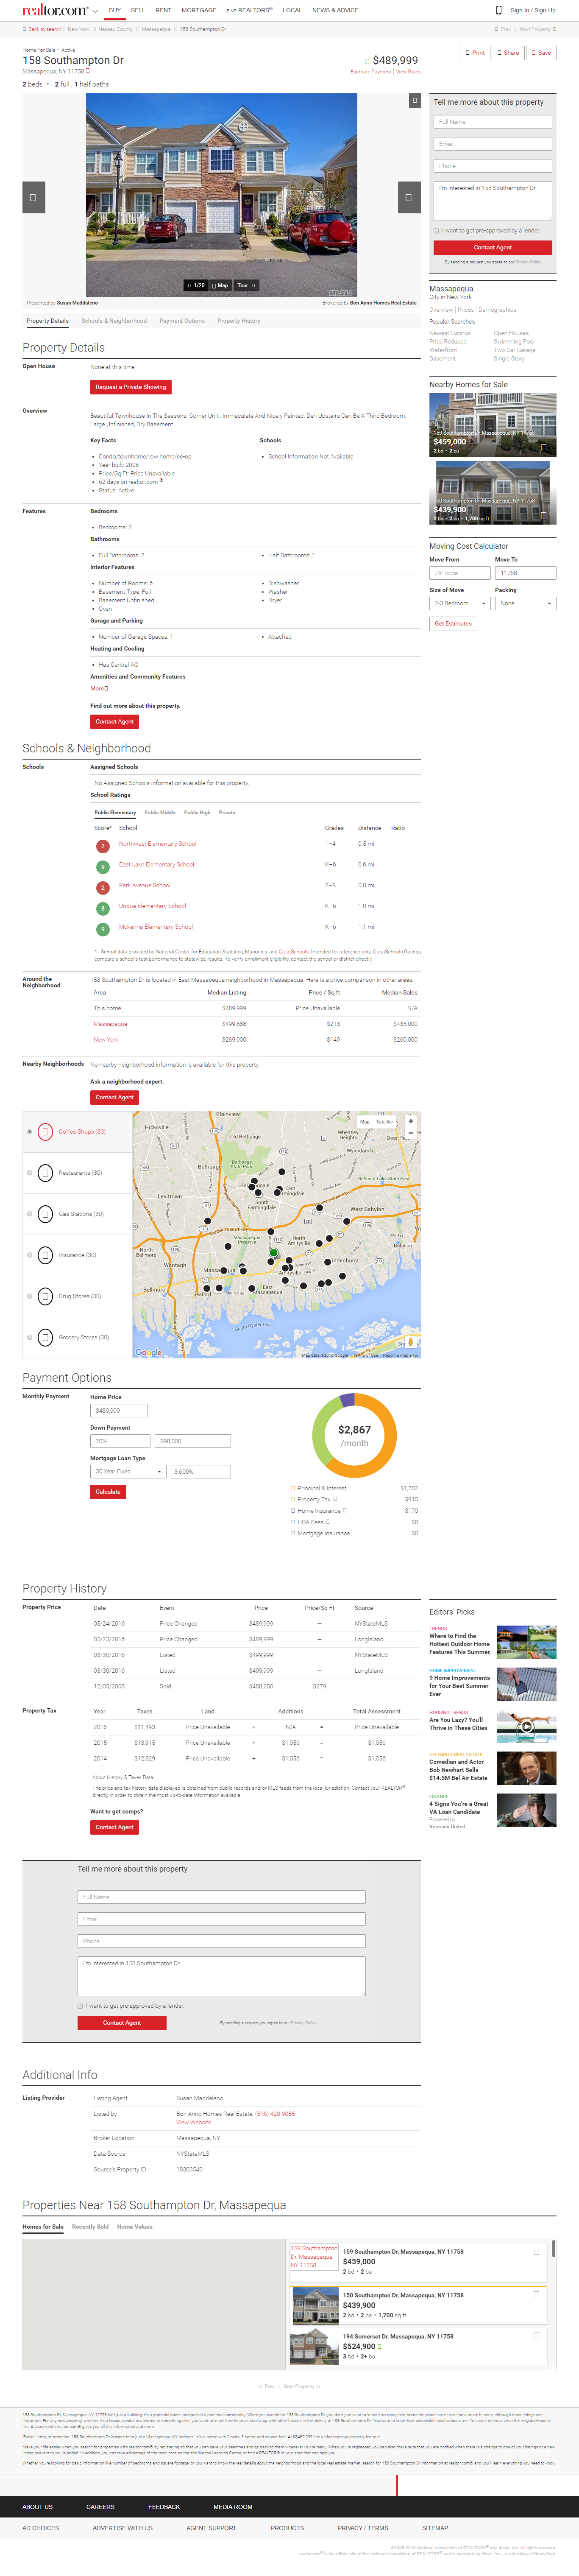 realtor.com®
BUY SELL RENT MORTGAGE FIND REALTORS® LOCAL NEWS & ADVICE
Sign In / Sign Up
Back to search | New York Nassau County Massapequa 158 Southampton Dr
Prev | Next Property
Home For Sale - Active
158 Southampton Dr
Massapequa, NY 11758
$489,999
Estimate Payment | View Rates
Print Share Save
2 beds • 2 full, 1 half baths
1/20 Map Tour
Presented by Susan Maddaleno
Brokered by Bon Anno Homes Real Estate
Tell me more about this property
Full Name
Email
Phone
I'm interested in 158 Southampton Dr
I want to get pre-approved by a lender.
Contact Agent
By sending a request you agree to our Privacy Policy
Massapequa
City in New York
Overview | Prices | Demographics
Popular Searches
Newest Listings Open Houses
Price Reduced Swimming Pool
Waterfront Two Car Garage
Basement Single Story
Nearby Homes for Sale
159 Southampton Dr, Massapequa, NY 11758
$459,000
2 bd • 2 ba
150 Southampton Dr, Massapequa, NY 11758
$439,900
2 bd • 2 ba • 1,700 sq ft
Moving Cost Calculator
Move From Move To
ZIP code 11758
Size of Move Packing
2-3 Bedroom None
Get Estimates
Property Details Schools & Neighborhood Payment Options Property History
Property Details
Open House None at this time
Request a Private Showing
Overview
Beautiful Townhouse In The Seasons. Corner Unit., Immaculate And Nicely Painted. Den Upstairs Can Be A Third Bedroom.
Large Unfinished, Dry Basement .
Key Facts
Condo/townhome/row home/co-op
Year built: 2008
Price/Sq Ft: Price Unavailable
62 days on realtor.com ®
Status: Active
Schools
School Information Not Available
Features
Bedrooms
Bedrooms: 2
Bathrooms
Full Bathrooms: 2 Half Bathrooms: 1
Interior Features
Number of Rooms: 6 Dishwasher
Basement Type: Full Washer
Basement Unfinished Dryer
Oven
Garage and Parking
Number of Garage Spaces: 1 Attached
Heating and Cooling
Has Central AC
Amenities and Community Features
More
Find out more about this property.
Contact Agent
Schools & Neighborhood
Schools
Assigned Schools
No Assigned Schools information available for this property.
School Ratings
Public Elementary Public Middle Public High Private
Score* School Grades Distance Ratio
2 Northwest Elementary School 1–4 0.5 mi
9 East Lake Elementary School K–6 0.6 mi
2 Park Avenue School 2–9 0.8 mi
8 Unqua Elementary School K–6 1.0 mi
9 Mckenna Elementary School K–6 1.1 mi
* School data provided by National Center for Education Statistics, Maponics, and GreatSchools. Intended for reference only. GreatSchools Ratings
compare a school's test performance to statewide results. To verify enrollment eligibility, contact the school or district directly.
Around the Neighborhood
158 Southampton Dr is located in East Massapequa neighborhood in Massapequa. Here is a price comparison in other areas:
Area Median Listing Price / Sq ft Median Sales
This home $489,999 Price Unavailable N/A
Massapequa $499,888 $213 $435,000
New York $269,900 $149 $260,000
Nearby Neighborhoods No nearby neighborhood information is available for this property.
Ask a neighborhood expert.
Contact Agent
Coffee Shops (30)
Restaurants (30)
Gas Stations (30)
Insurance (30)
Drug Stores (30)
Grocery Stores (30)
Map Satellite
Plainview
Hicksville
Old Bethpage
Bethpage
Levittown
East Farmingdale
Wheatley Heights
Wyandanch
Deer Park
Belmont Lake State Park
West Babylon
Babylon
North Bellmore
Wantagh
Bellmore
Massapequa Preserve
East Massapequa
Lindenhurst
Google
Payment Options
Monthly Payment
Home Price
$489,999
Down Payment
20% $98,000
Mortgage Loan Type
30 Year Fixed 3.600%
Calculate
$2,867
/month
Principal & Interest $1,782
Property Tax $915
Home Insurance $170
HOA Fees $0
Mortgage Insurance $0
Property History
Property Price
Date Event Price Price/Sq Ft Source
05/24/2016 Price Changed $489,999 — NYStateMLS
05/23/2016 Price Changed $489,999 — LongIsland
03/30/2016 Listed $499,999 — NYStateMLS
03/30/2016 Listed $499,999 — LongIsland
12/05/2008 Sold $488,250 $279
Property Tax
Year Taxes Land Additions Total Assessment
2016 $11,493 Price Unavailable + N/A = Price Unavailable
2015 $13,915 Price Unavailable + $1,056 = $1,056
2014 $12,829 Price Unavailable + $1,056 = $1,056
About History & Taxes Data
The price and tax history data displayed is obtained from public records and/or MLS feeds from the local jurisdiction. Contact your REALTOR®
directly in order to obtain the most up-to-date information available.
Want to get comps?
Contact Agent
Editors' Picks
TRENDS
Where to Find the
Hottest Outdoor Home
Features This Summer,
HOME IMPROVEMENT
9 Home Improvements
for Your Best Summer
Ever
HOUSING TRENDS
Are You Lazy? You'll
Thrive in These Cities
CELEBRITY REAL ESTATE
Comedian and Actor
Bob Newhart Sells
$14.5M Bel Air Estate
FINANCE
4 Signs You're a Great
VA Loan Candidate
Powered by
Veterans United
Tell me more about this property
Full Name
Email
Phone
I'm interested in 158 Southampton Dr
I want to get pre-approved by a lender.
Contact Agent
By sending a request you agree to our Privacy Policy
Additional Info
Listing Provider
Listing Agent Susan Maddaleno
Listed by Bon Anno Homes Real Estate, (516) 420-9055
View Website
Broker Location Massapequa, NY
Data Source NYStateMLS
Source's Property ID 10303540
Properties Near 158 Southampton Dr, Massapequa
Homes for Sale Recently Sold Home Values
159 Southampton Dr, Massapequa, NY 11758
159 Southampton Dr, Massapequa, NY 11758
$459,000
2 bd • 2 ba
150 Southampton Dr, Massapequa, NY 11758
$439,900
2 bd • 2 ba • 1,700 sq ft
194 Somerset Dr, Massapequa, NY 11758
$524,900
3 bd • 2+ ba
Prev | Next Property
ABOUT US CAREERS FEEDBACK MEDIA ROOM
AD CHOICES ADVERTISE WITH US AGENT SUPPORT PRODUCTS PRIVACY / TERMS SITEMAP